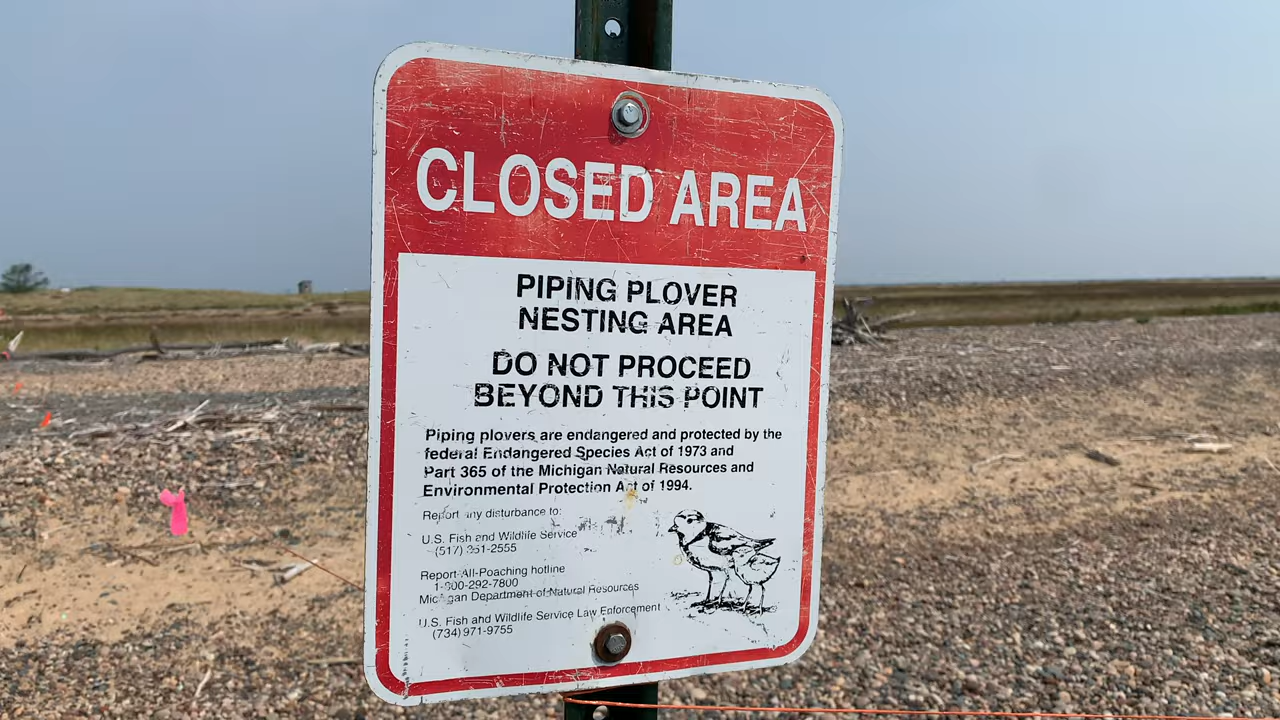 CLOSED AREA
PIPING PLOVER
NESTING AREA
DO NOT PROCEED
BEYOND THIS POINT
Piping plovers are endangered and protected by the
federal Endangered Species Act of 1973 and
Part 365 of the Michigan Natural Resources and
Environmental Protection Act of 1994.
Report any disturbance to:
U.S. Fish and Wildlife Service
(517) 351-2555
Report-All-Poaching hotline
1-800-292-7800
Michigan Department of Natural Resources
U.S. Fish and Wildlife Service Law Enforcement
(734) 971-9755